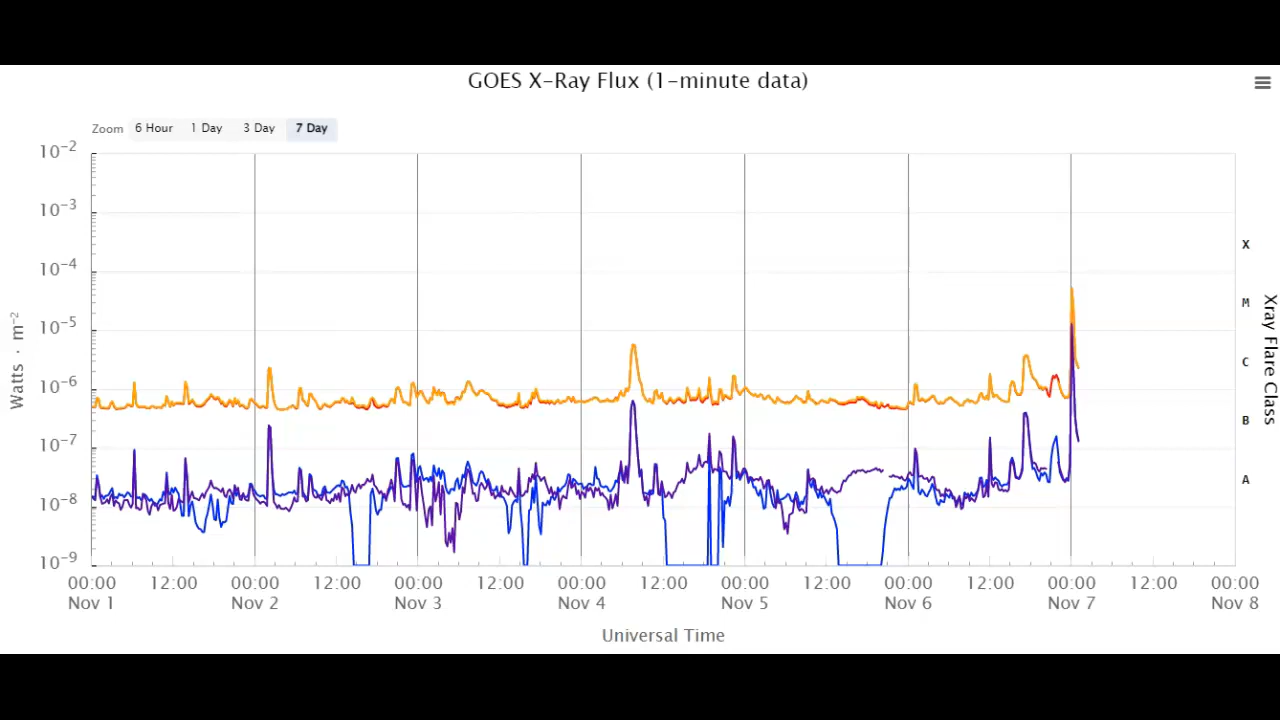 GOES X-Ray Flux (1-minute data)
Zoom 6 Hour 1 Day 3 Day 7 Day
10⁻²
10⁻³
10⁻⁴
10⁻⁵
10⁻⁶
10⁻⁷
10⁻⁸
10⁻⁹
Watts · m⁻²
X
M
C
B
A
Xray Flare Class
00:00 12:00 00:00 12:00 00:00 12:00 00:00 12:00 00:00 12:00 00:00 12:00 00:00 12:00 00:00
Nov 1 Nov 2 Nov 3 Nov 4 Nov 5 Nov 6 Nov 7 Nov 8
Universal Time